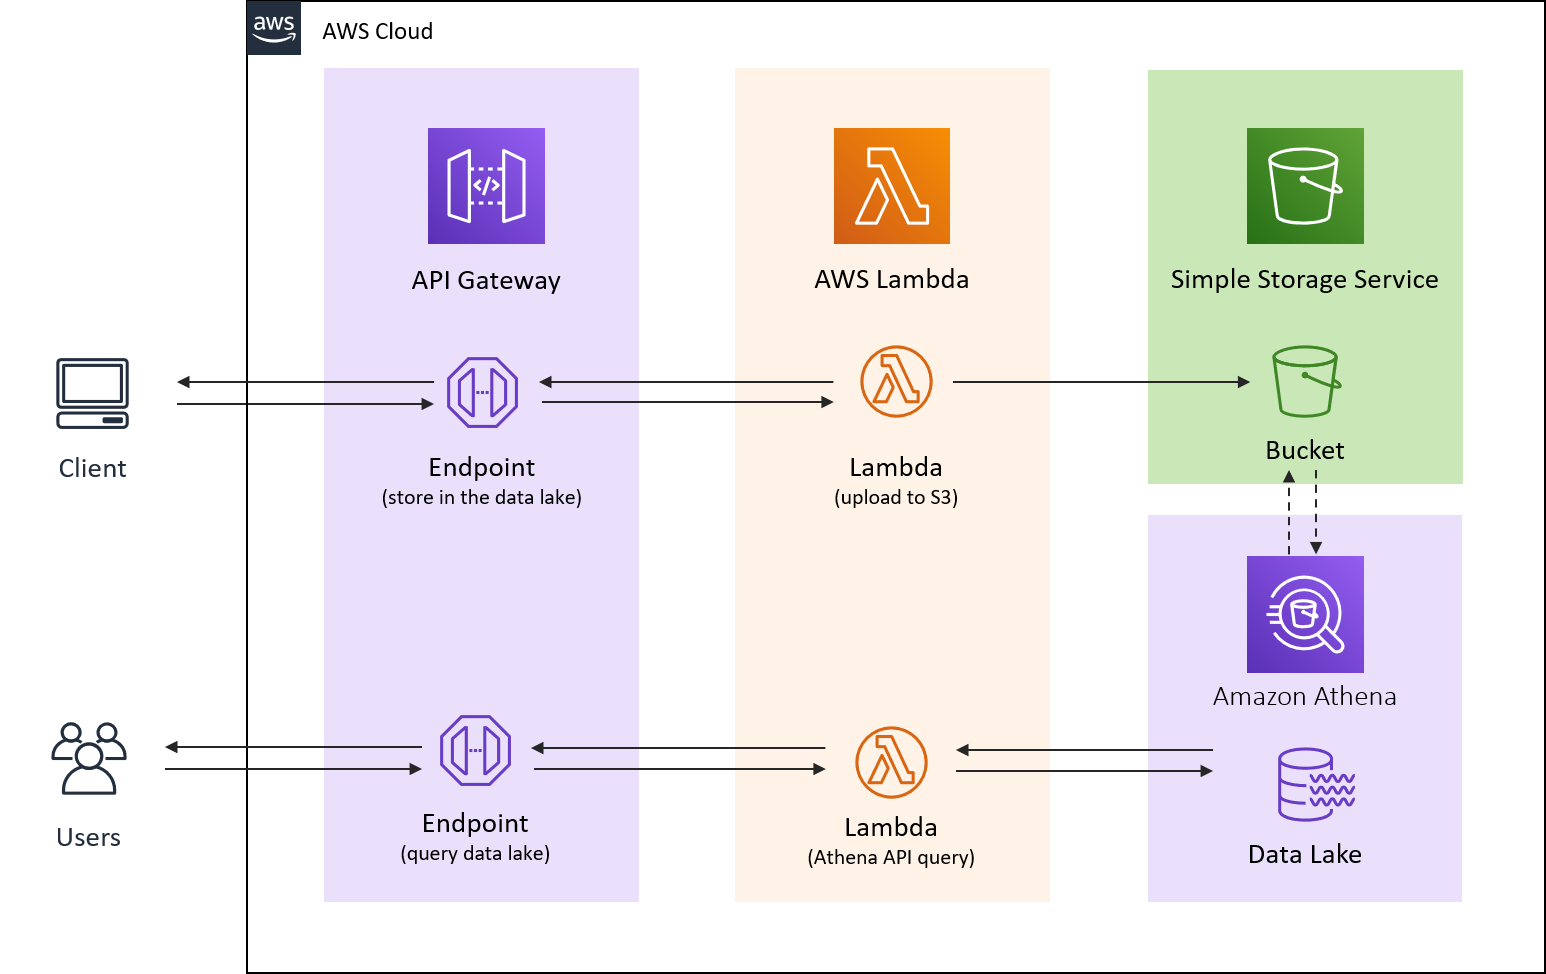 aws
AWS Cloud
API Gateway
AWS Lambda
Simple Storage Service
Client
Endpoint
(store in the data lake)
Lambda
(upload to S3)
Bucket
Amazon Athena
Users
Endpoint
(query data lake)
Lambda
(Athena API query)
Data Lake